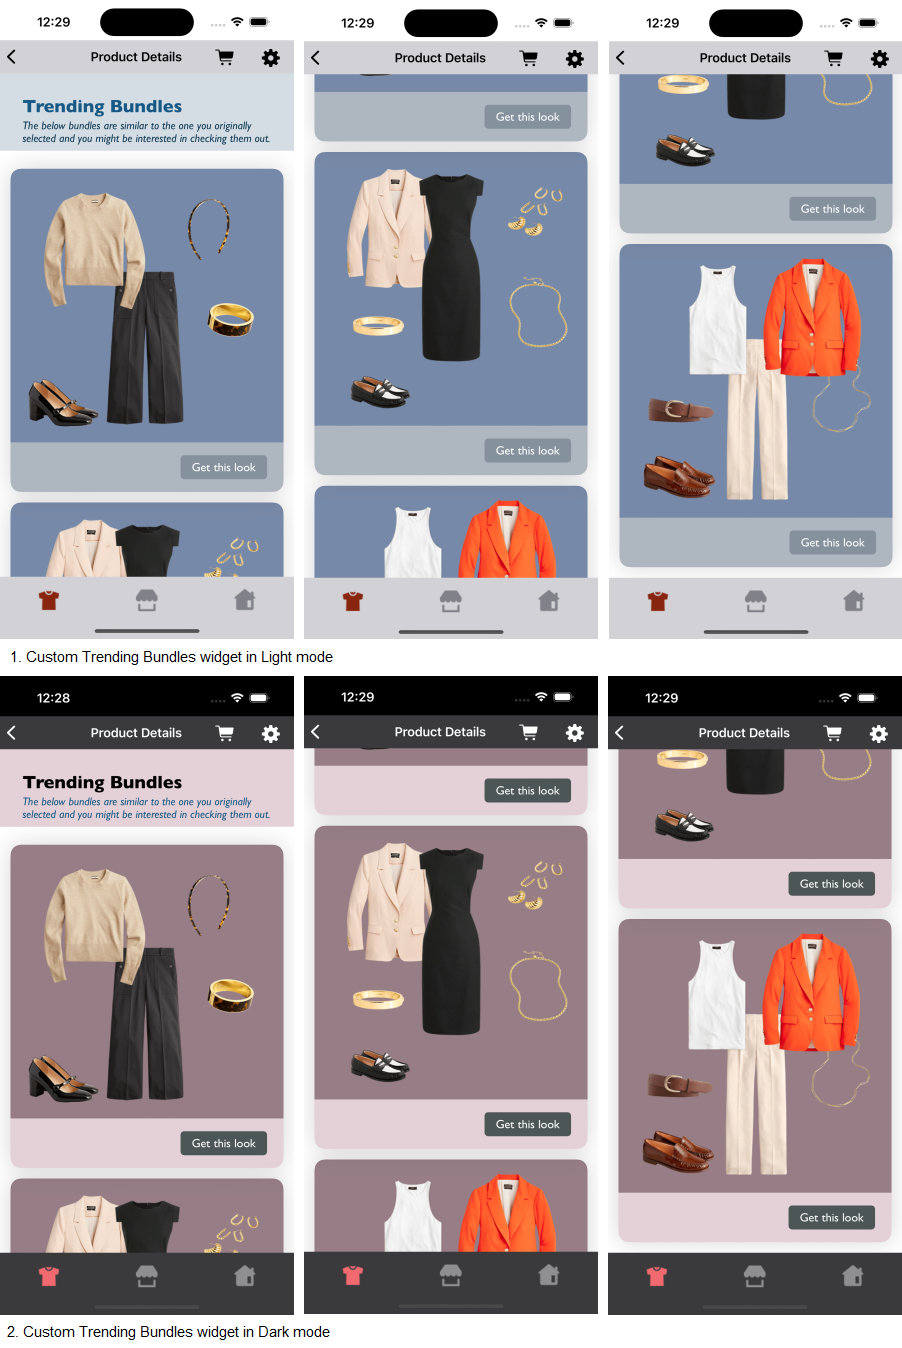 12:29
Product Details
Trending Bundles
The below bundles are similar to the one you originally
selected and you might be interested in checking them out.
Get this look
12:29
Product Details
Get this look
Get this look
12:29
Product Details
Get this look
Get this look
1. Custom Trending Bundles widget in Light mode
12:28
Product Details
Trending Bundles
The below bundles are similar to the one you originally
selected and you might be interested in checking them out.
Get this look
12:29
Product Details
Get this look
Get this look
12:29
Product Details
Get this look
Get this look
2. Custom Trending Bundles widget in Dark mode